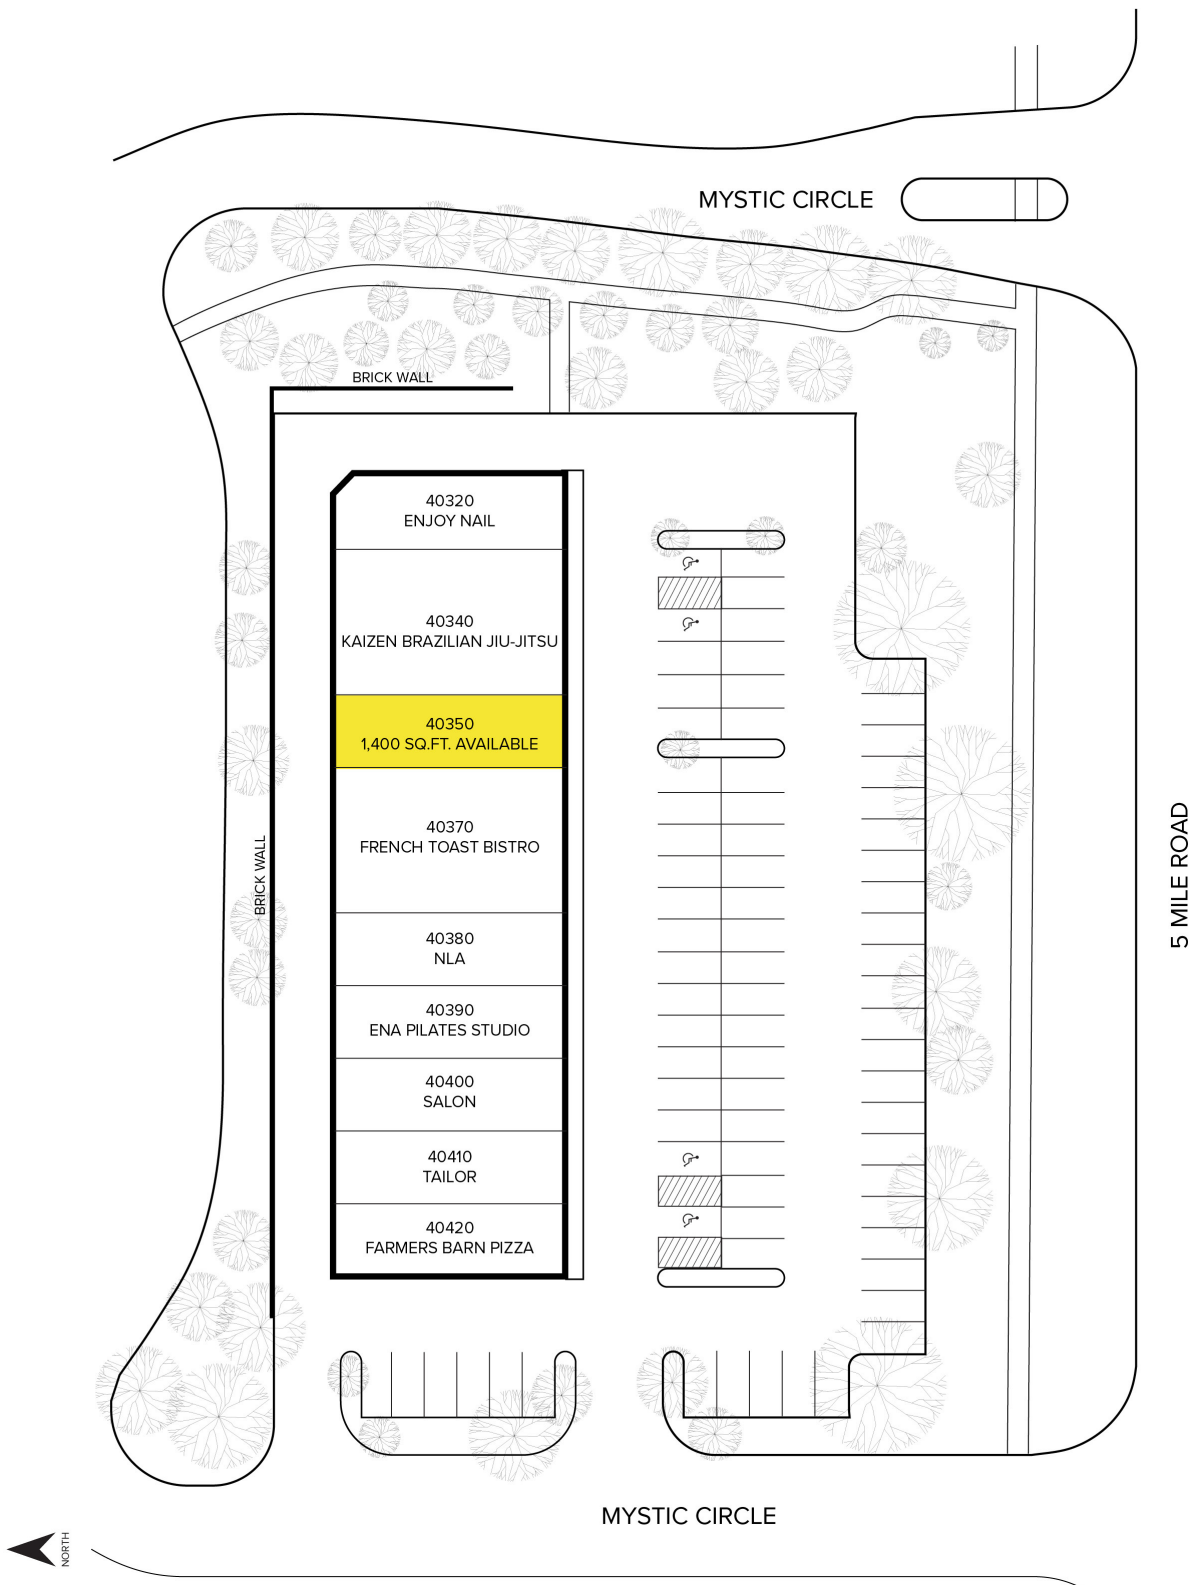 MYSTIC CIRCLE
BRICK WALL
40320
ENJOY NAIL
40340
KAIZEN BRAZILIAN JIU-JITSU
40350
1,400 SQ.FT. AVAILABLE
40370
FRENCH TOAST BISTRO
BRICK WALL
5 MILE ROAD
40380
NLA
40390
ENA PILATES STUDIO
40400
SALON
40410
TAILOR
40420
FARMERS BARN PIZZA
MYSTIC CIRCLE
NORTH